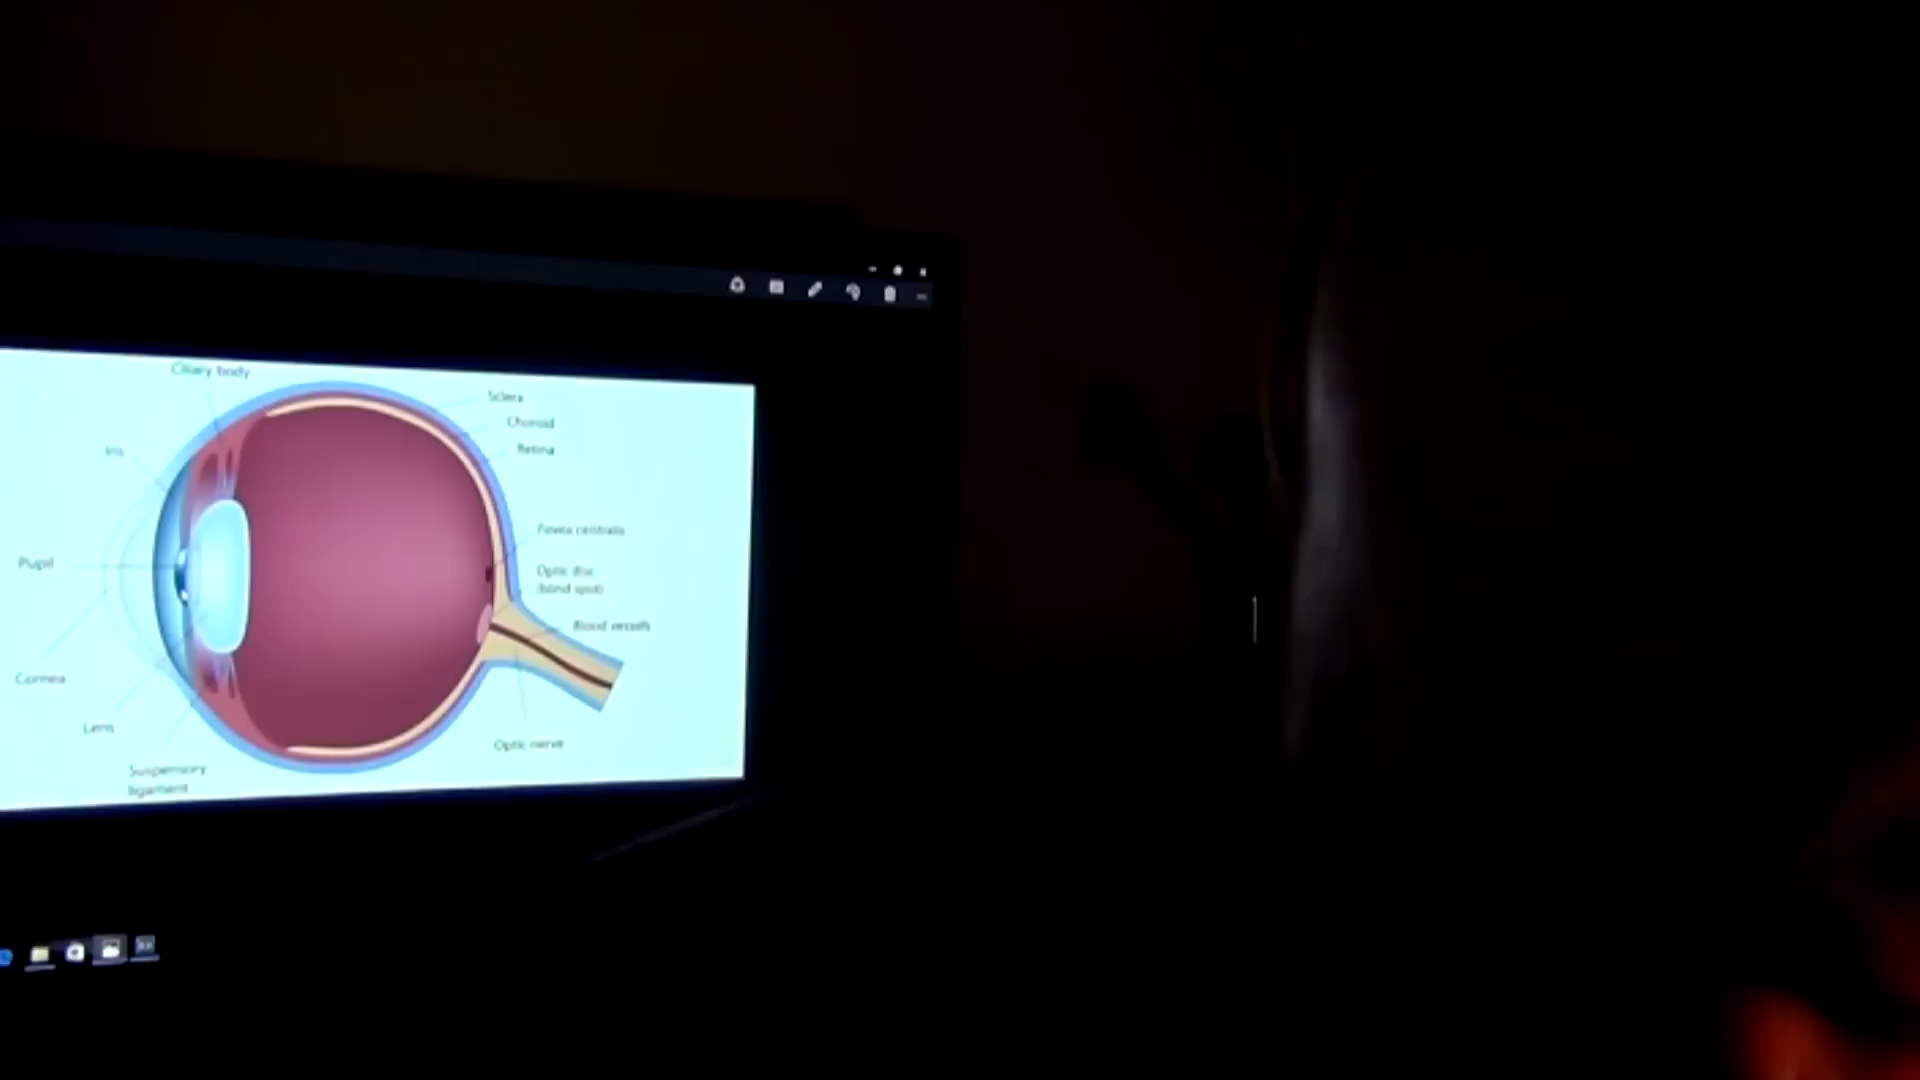 Ciliary body
Sclera
Choroid
Iris
Retina
Fovea centralis
Pupil
Optic disc
(blind spot)
Blood vessels
Cornea
Lens
Optic nerve
Suspensory
ligament